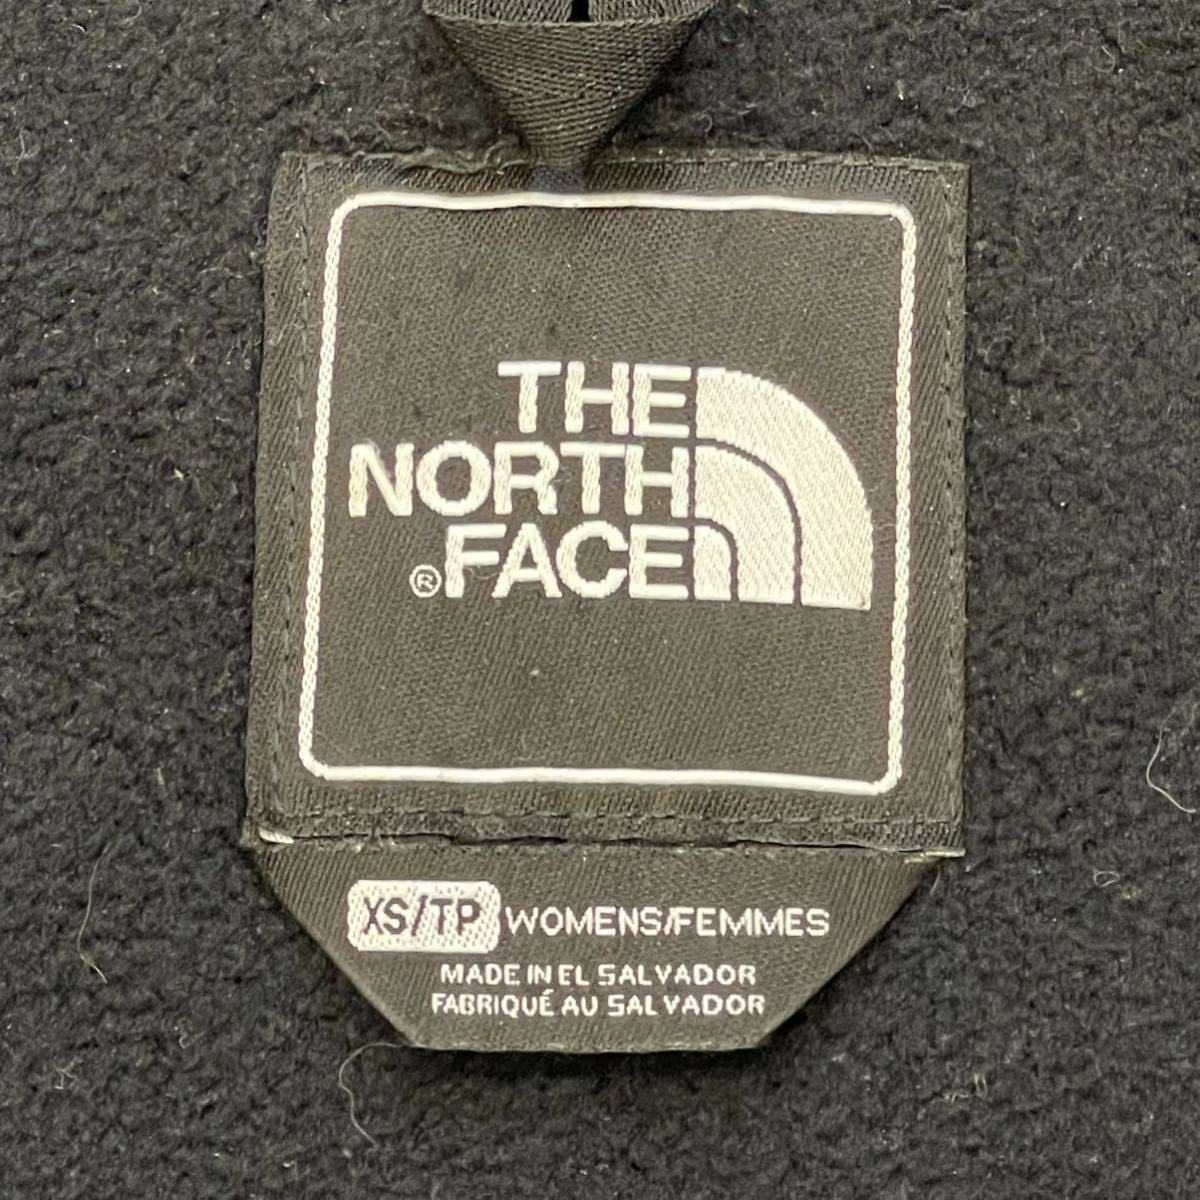 THE
NORTH
®FACE
XS/TP WOMENS/FEMMES
MADE IN EL SALVADOR
FABRIQUÉ AU SALVADOR